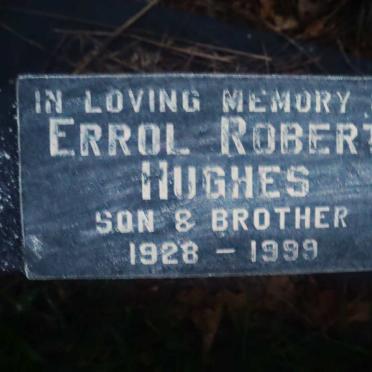 IN LOVING MEMORY
ERROL ROBERT
HUGHES
SON & BROTHER
1928 - 1999